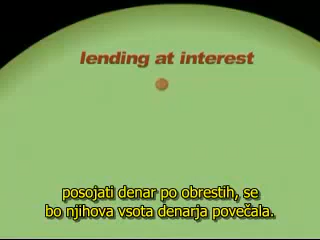 lending at interest
posojati denar po obrestih, se
bo njihova vsota denarja povečala.